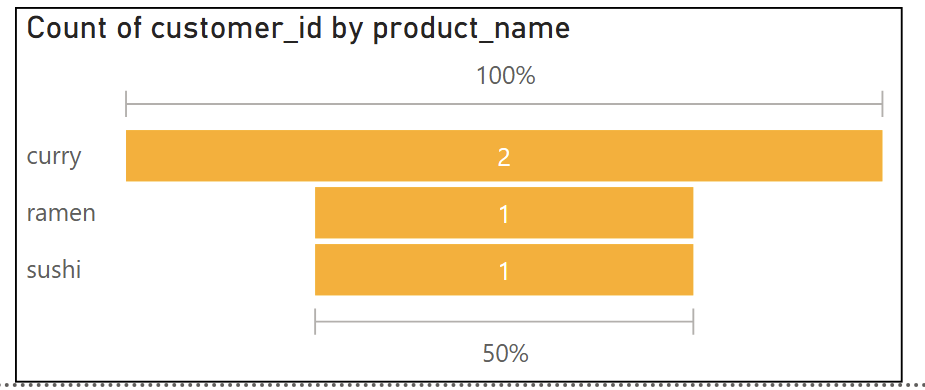 Count of customer_id by product_name
100%
curry 2
ramen 1
sushi 1
50%